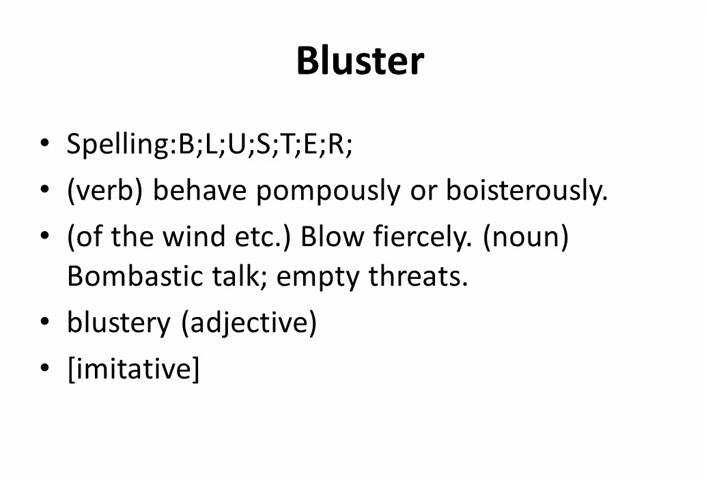 Bluster
• Spelling:B;L;U;S;T;E;R;
• (verb) behave pompously or boisterously.
• (of the wind etc.) Blow fiercely. (noun)
Bombastic talk; empty threats.
• blustery (adjective)
• [imitative]